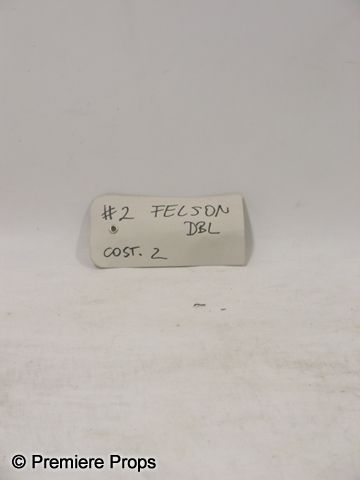 #2 FELSON
DBL
COST. 2
© Premiere Props